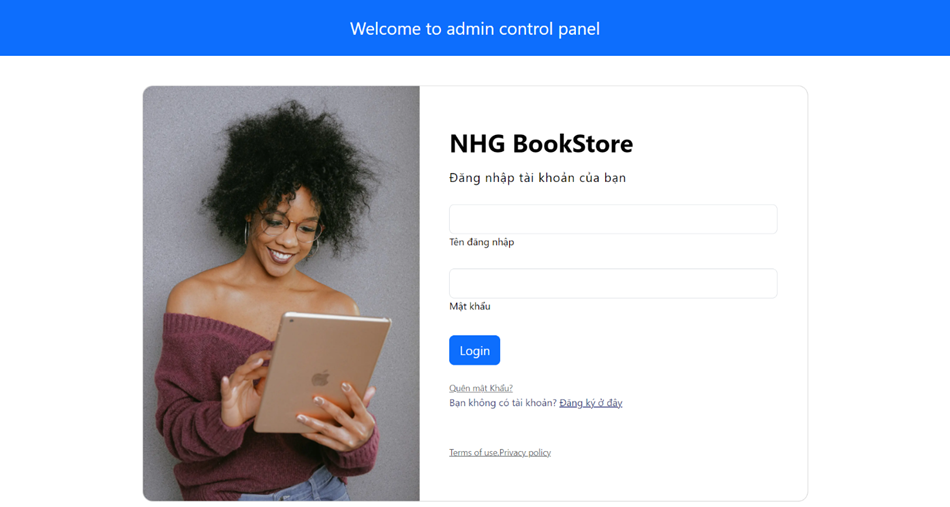 Welcome to admin control panel
NHG BookStore
Đăng nhập tài khoản của bạn
Tên đăng nhập
Mật khẩu
Login
Quên mật Khẩu?
Bạn không có tài khoản? Đăng ký ở đây
Terms of use.Privacy policy